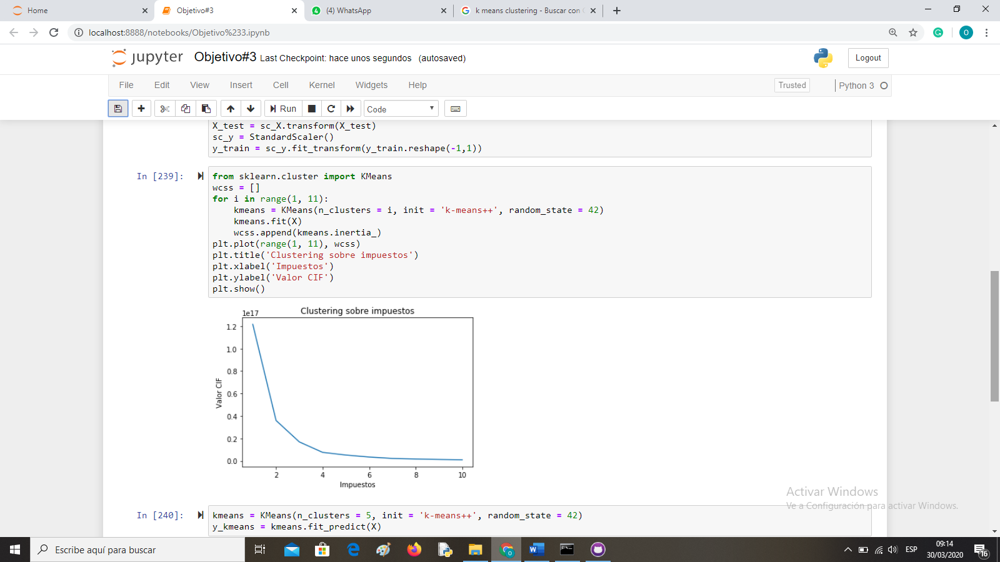 Home
Objetivo#3
(4) WhatsApp
k means clustering - Buscar con
localhost:8888/notebooks/Objetivo%233.ipynb
O
jupyter Objetivo#3 Last Checkpoint: hace unos segundos (autosaved)
Logout
File Edit View Insert Cell Kernel Widgets Help
Trusted
Python 3
Run
Code
X_test = sc_X.transform(X_test)
sc_y = StandardScaler()
y_train = sc_y.fit_transform(y_train.reshape(-1,1))
In [239]:
from sklearn.cluster import KMeans
wcss = []
for i in range(1, 11):
    kmeans = KMeans(n_clusters = i, init = 'k-means++', random_state = 42)
    kmeans.fit(X)
    wcss.append(kmeans.inertia_)
plt.plot(range(1, 11), wcss)
plt.title('Clustering sobre impuestos')
plt.xlabel('Impuestos')
plt.ylabel('Valor CIF')
plt.show()
1e17
Clustering sobre impuestos
1.2
1.0
0.8
0.6
0.4
0.2
0.0
Valor CIF
2 4 6 8 10
Impuestos
Activar Windows
Ve a Configuración para activar Windows.
In [240]:
kmeans = KMeans(n_clusters = 5, init = 'k-means++', random_state = 42)
y_kmeans = kmeans.fit_predict(X)
Escribe aquí para buscar
ESP
09:14
30/03/2020
16